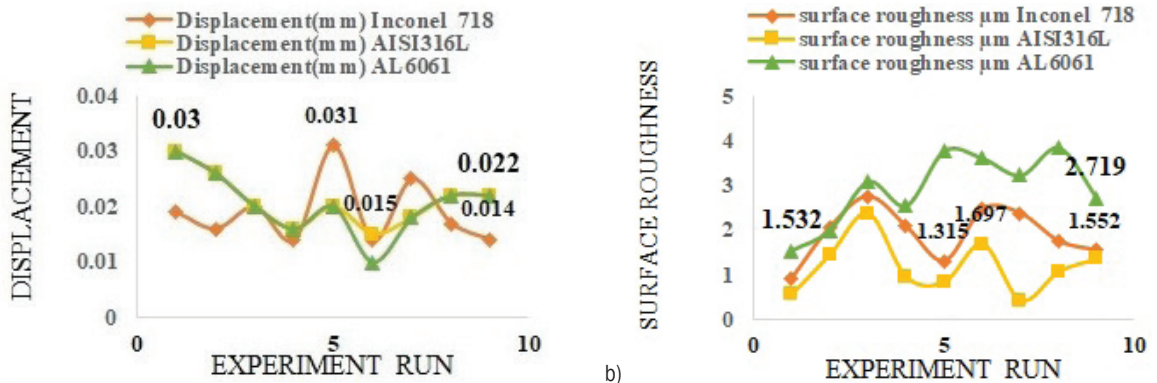 Displacement(mm) Inconel 718
Displacement(mm) AISI316L
Displacement(mm) AL6061
DISPLACEMENT
0.04
0.03
0.02
0.01
0
0.03
0.031
0.022
0.015
0.014
0
5
10
EXPERIMENT RUN
b)
surface roughness µm Inconel 718
surface roughness µm AISI316L
surface roughness µm AL6061
SURFACE ROUGHNESS
5
4
3
2
1
0
1.532
1.315
1.697
2.719
1.552
0
5
10
EXPERIMENT RUN